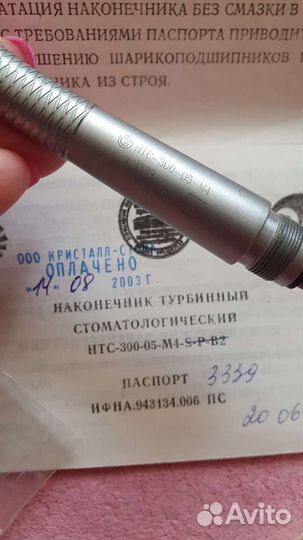 АТАЦИЯ НАКОНЕЧНИКА БЕЗ СМАЗКИ В
С ТРЕБОВАНИЯМИ ПАСПОРТА ПРИВОДИ
ШЕНИЮ ШАРИКОПОДШИПНИКОВ И
НИКА ИЗ СТРОЯ.
НТС-300-05-М4
ООО КРИСТАЛЛ-С
ОПЛАЧЕНО
"14" 08 2003 г.
НАКОНЕЧНИК ТУРБИННЫЙ
СТОМАТОЛОГИЧЕСКИЙ
НТС-300-05-М4-S-P-B2
ПАСПОРТ 3339
ИФНА.943134.006 ПС
20 06
Avito